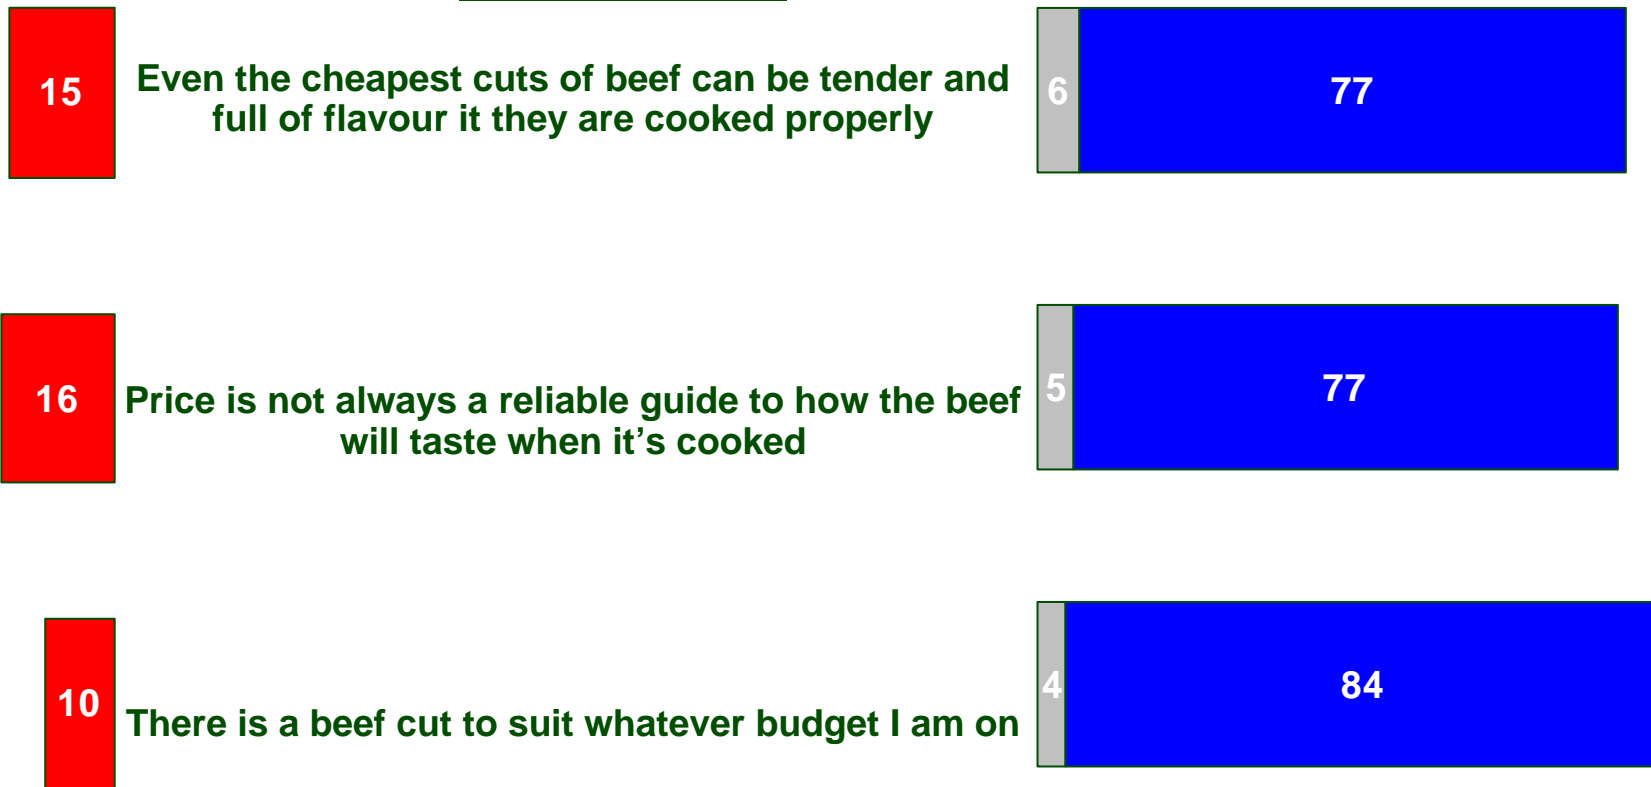 15
Even the cheapest cuts of beef can be tender and
full of flavour it they are cooked properly
6
77
16
Price is not always a reliable guide to how the beef
will taste when it’s cooked
5
77
10
There is a beef cut to suit whatever budget I am on
4
84